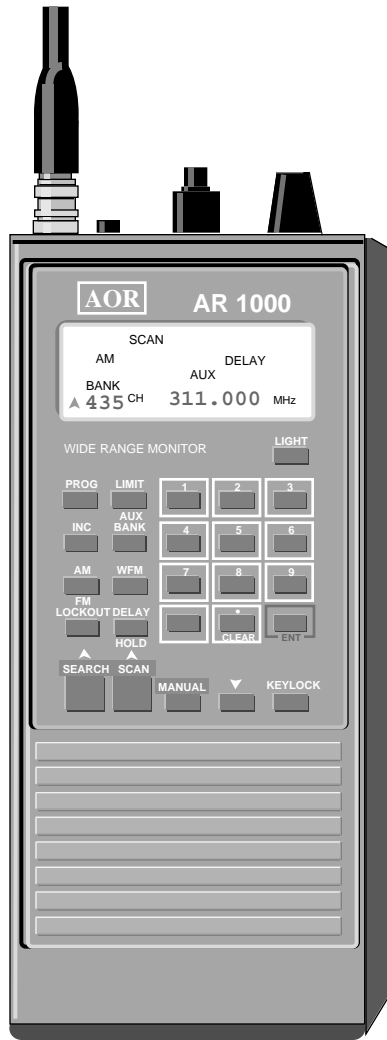 AOR AR 1000
SCAN
AM DELAY
AUX
BANK
435 CH 311.000 MHz
WIDE RANGE MONITOR LIGHT
PROG LIMIT 1 2 3
AUX
INC BANK 4 5 6
AM WFM 7 8 9
FM
LOCKOUT DELAY
HOLD
• CLEAR ENT
SEARCH SCAN
MANUAL KEYLOCK